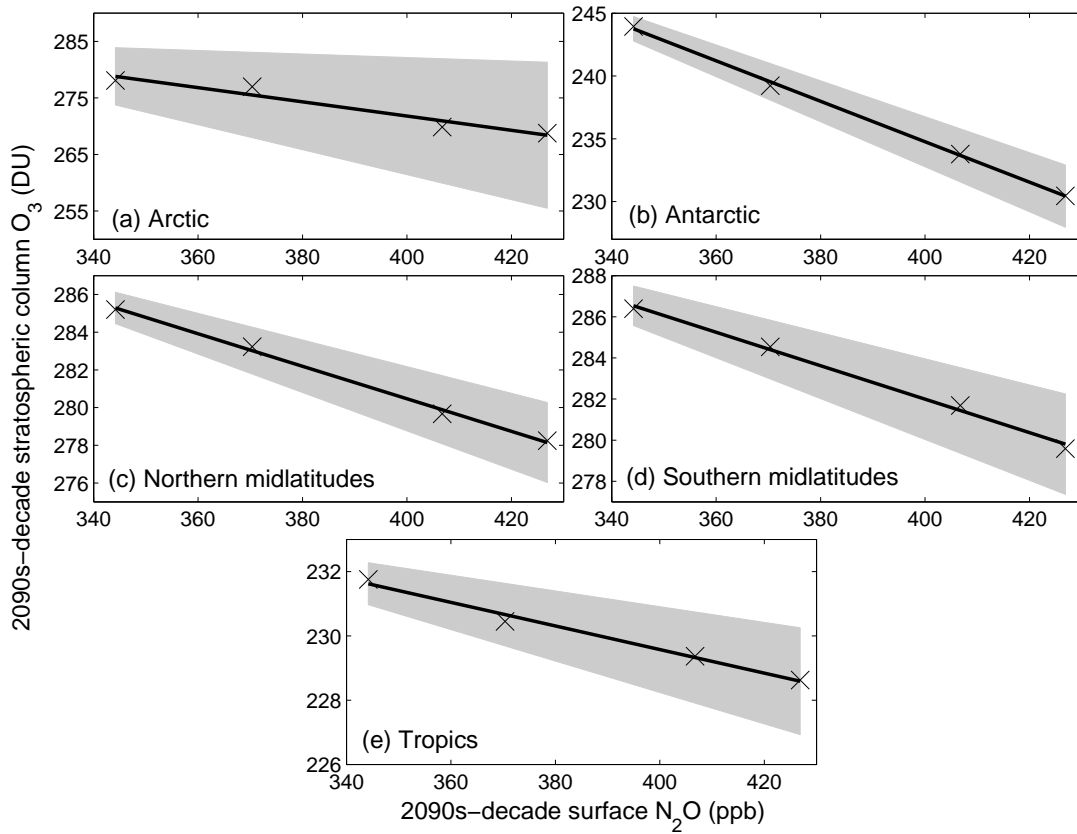 2090s−decade stratospheric column O3 (DU)
285
275
265
255
(a) Arctic
340 360 380 400 420
245
240
235
230
(b) Antarctic
340 360 380 400 420
286
284
282
280
278
276
(c) Northern midlatitudes
340 360 380 400 420
288
286
284
282
280
278
(d) Southern midlatitudes
340 360 380 400 420
232
230
228
226
(e) Tropics
340 360 380 400 420
2090s−decade surface N2O (ppb)